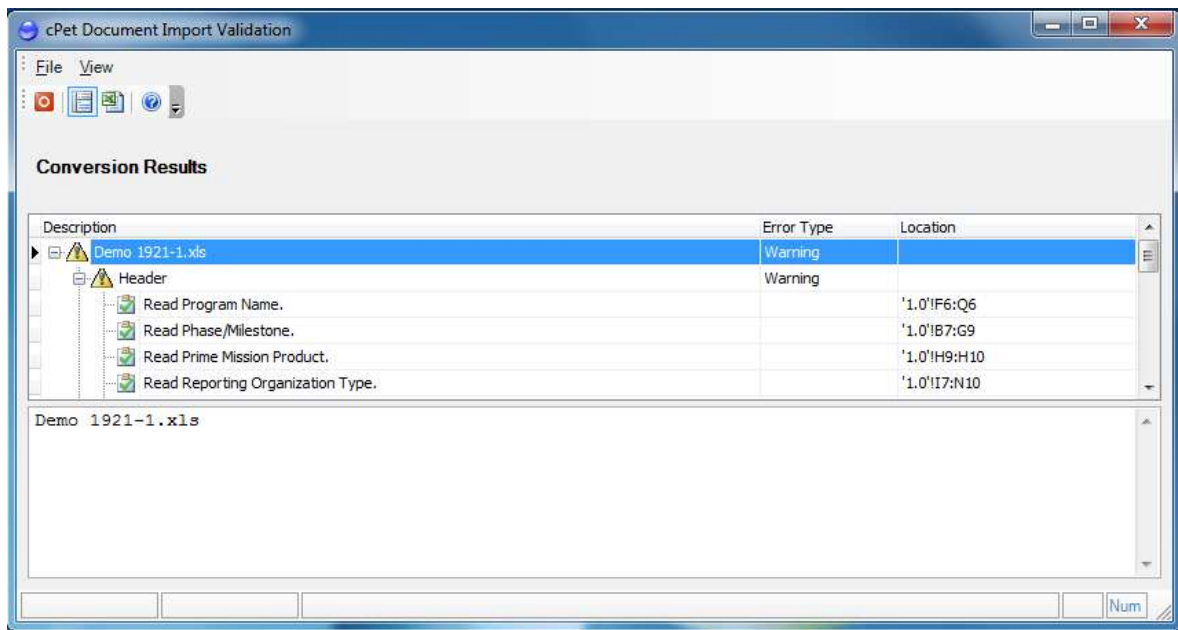 cPet Document Import Validation
File View
Conversion Results
Description Error Type Location
Demo 1921-1.xls Warning
Header Warning
Read Program Name. '1.0'!F6:Q6
Read Phase/Milestone. '1.0'!B7:G9
Read Prime Mission Product. '1.0'!H9:H10
Read Reporting Organization Type. '1.0'!I7:N10
Demo 1921-1.xls
Num